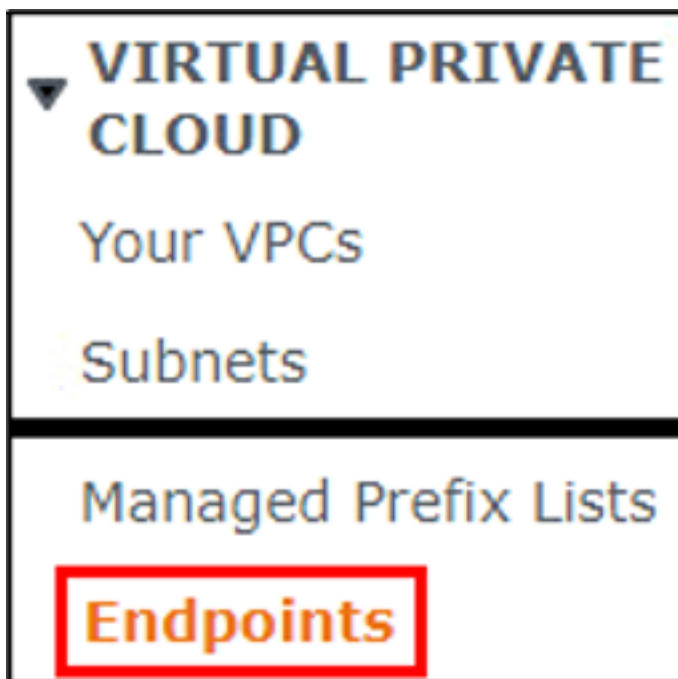 VIRTUAL PRIVATE
CLOUD
Your VPCs
Subnets
Managed Prefix Lists
Endpoints